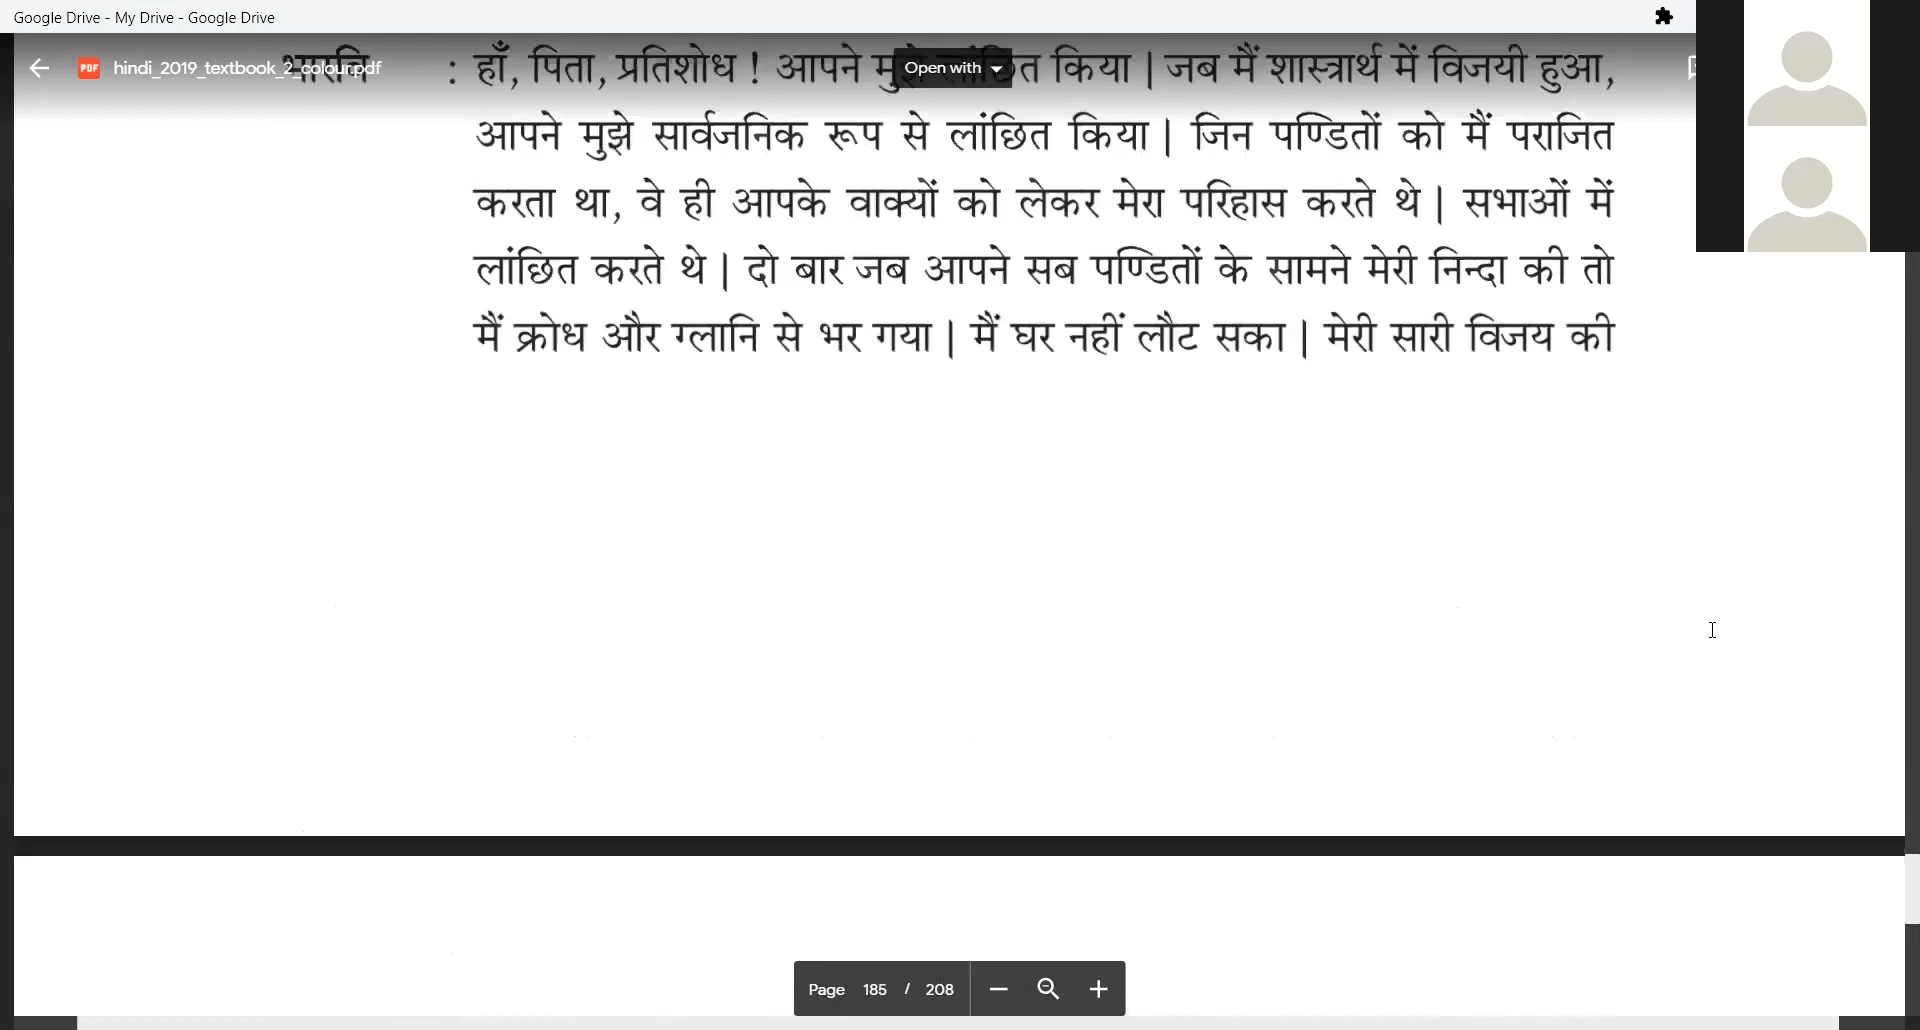 Google Drive - My Drive - Google Drive
hindi_2019_textbook_2_colour.pdf
Open with
भारवि : हाँ, पिता, प्रतिशोध ! आपने मुझे लांछित किया | जब मैं शास्त्रार्थ में विजयी हुआ,
आपने मुझे सार्वजनिक रूप से लांछित किया | जिन पण्डितों को मैं पराजित
करता था, वे ही आपके वाक्यों को लेकर मेरा परिहास करते थे | सभाओं में
लांछित करते थे | दो बार जब आपने सब पण्डितों के सामने मेरी निन्दा की तो
मैं क्रोध और ग्लानि से भर गया | मैं घर नहीं लौट सका | मेरी सारी विजय की
Page 185 / 208